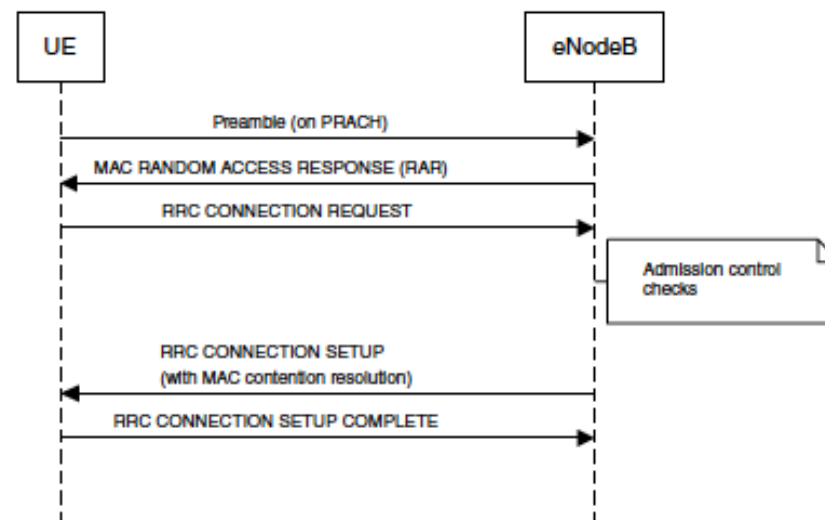 UE
eNodeB
Preamble (on PRACH)
MAC RANDOM ACCESS RESPONSE (RAR)
RRC CONNECTION REQUEST
Admission control
checks
RRC CONNECTION SETUP
(with MAC contention resolution)
RRC CONNECTION SETUP COMPLETE